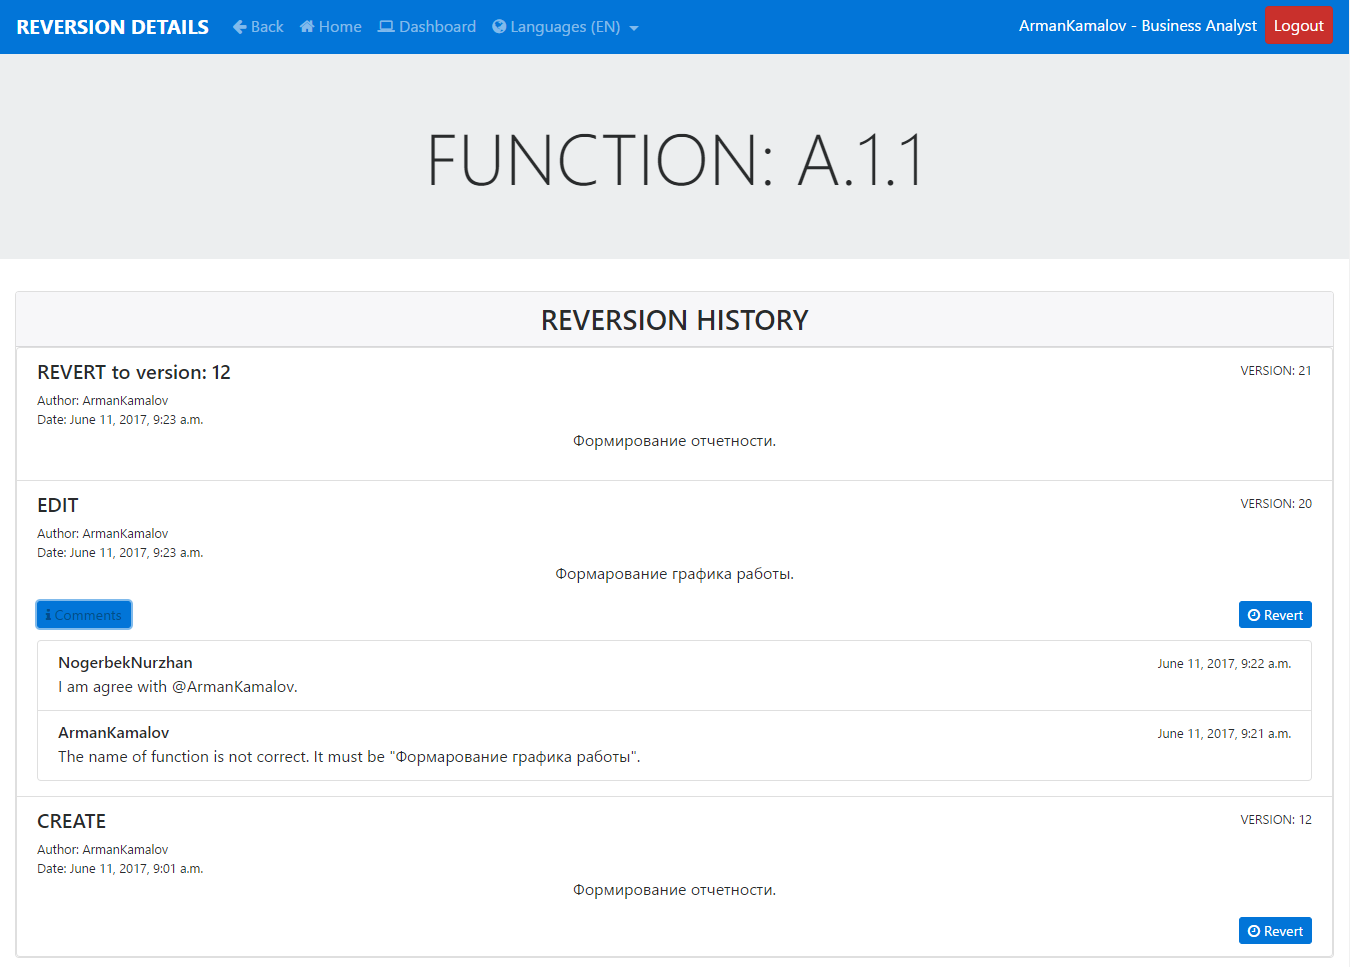 REVERSION DETAILS Back Home Dashboard Languages (EN) ArmanKamalov - Business Analyst Logout
FUNCTION: A.1.1
REVERSION HISTORY
REVERT to version: 12 VERSION: 21
Author: ArmanKamalov
Date: June 11, 2017, 9:23 a.m.
Формирование отчетности.
EDIT VERSION: 20
Author: ArmanKamalov
Date: June 11, 2017, 9:23 a.m.
Формарование графика работы.
Comments Revert
NogerbekNurzhan June 11, 2017, 9:22 a.m.
I am agree with @ArmanKamalov.
ArmanKamalov June 11, 2017, 9:21 a.m.
The name of function is not correct. It must be "Формарование графика работы".
CREATE VERSION: 12
Author: ArmanKamalov
Date: June 11, 2017, 9:01 a.m.
Формирование отчетности.
Revert